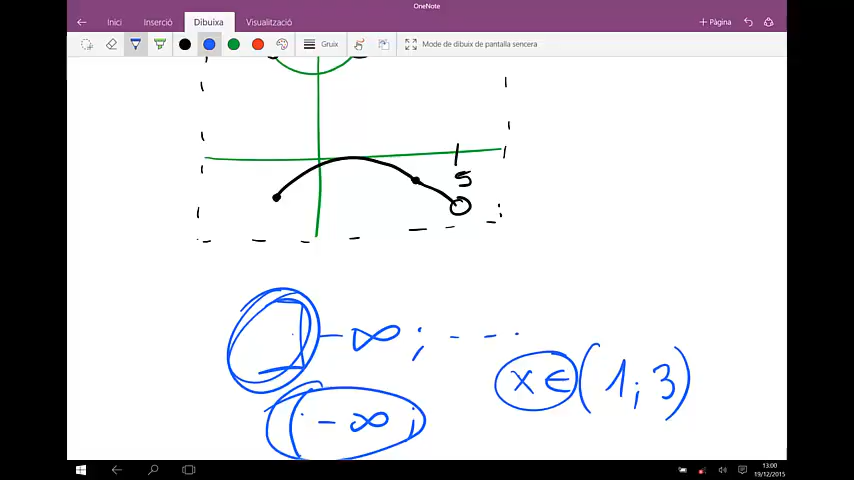 OneNote
Inici Inserció Dibuixa Visualització + Pàgina
Gruix Mode de dibuix de pantalla sencera
5
] -∞ ; - - - .
x ∈ (1; 3)
(-∞ ;
13:00
19/12/2015